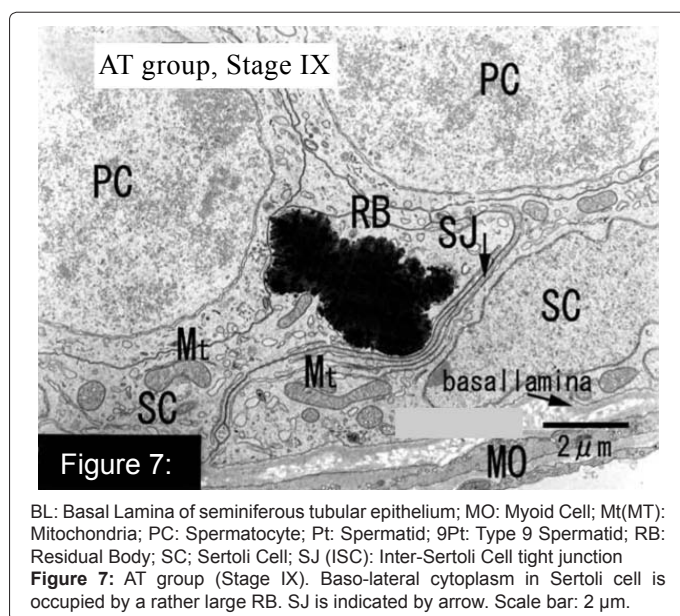 AT group, Stage IX
PC
PC
RB
SJ
SC
Mt
Mt
basal lamina
SC
2μm
Figure 7:
MO
BL: Basal Lamina of seminiferous tubular epithelium; MO: Myoid Cell; Mt(MT):
Mitochondria; PC: Spermatocyte; Pt: Spermatid; 9Pt: Type 9 Spermatid; RB:
Residual Body; SC; Sertoli Cell; SJ (ISC): Inter-Sertoli Cell tight junction
Figure 7: AT group (Stage IX). Baso-lateral cytoplasm in Sertoli cell is
occupied by a rather large RB. SJ is indicated by arrow. Scale bar: 2 µm.